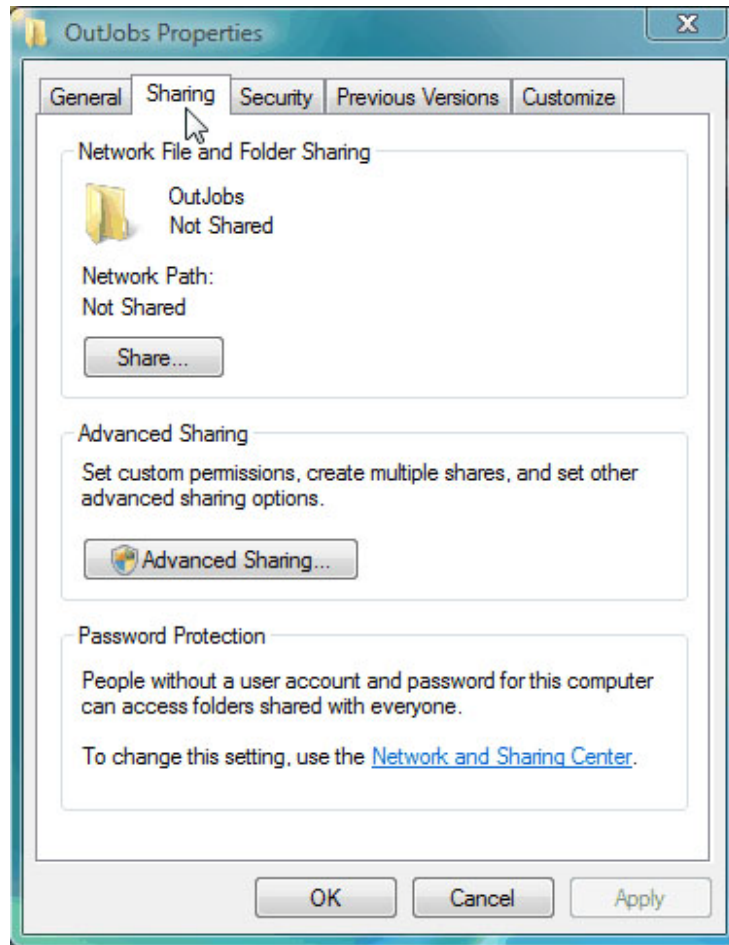 OutJobs Properties
General Sharing Security Previous Versions Customize
Network File and Folder Sharing
OutJobs
Not Shared
Network Path:
Not Shared
Share...
Advanced Sharing
Set custom permissions, create multiple shares, and set other
advanced sharing options.
Advanced Sharing...
Password Protection
People without a user account and password for this computer
can access folders shared with everyone.
To change this setting, use the Network and Sharing Center.
OK Cancel Apply